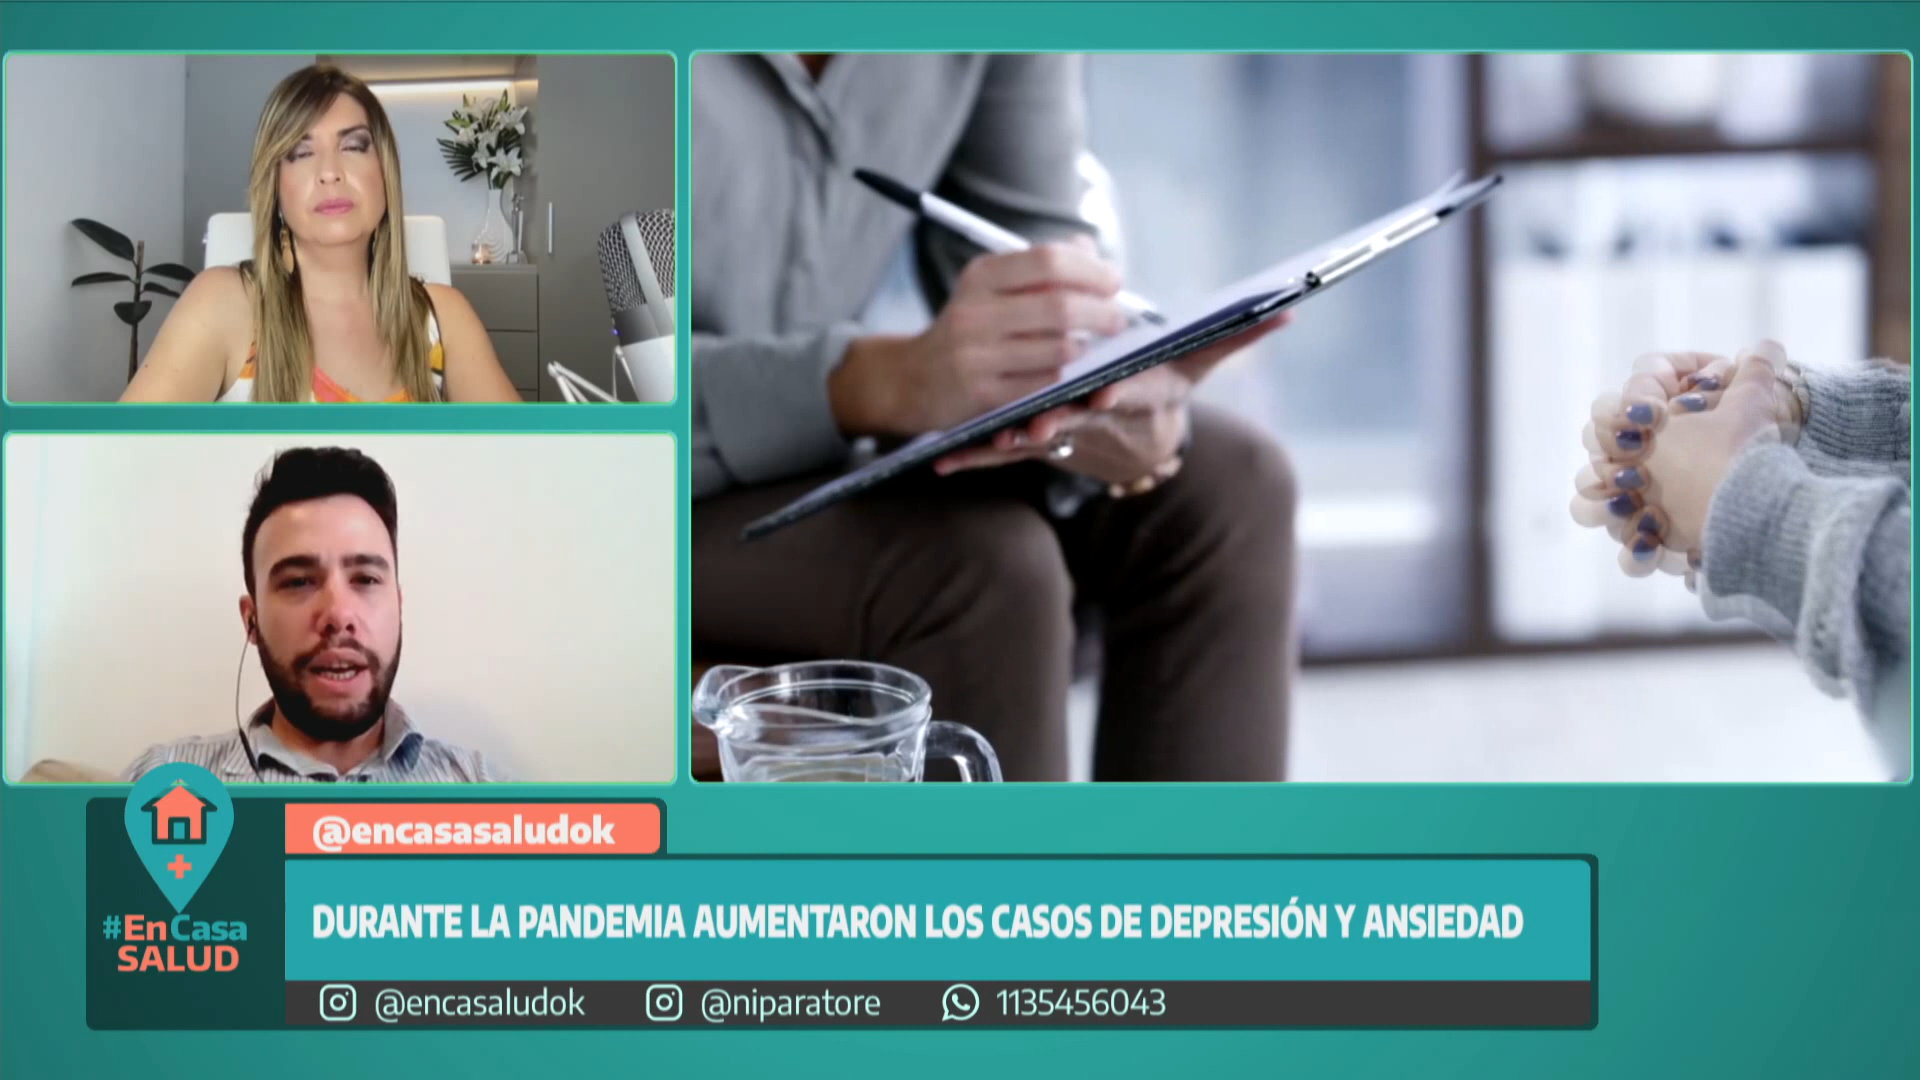 @encasasaludok
#EnCasa
SALUD
DURANTE LA PANDEMIA AUMENTARON LOS CASOS DE DEPRESIÓN Y ANSIEDAD
@encasaludok @niparatore 1135456043